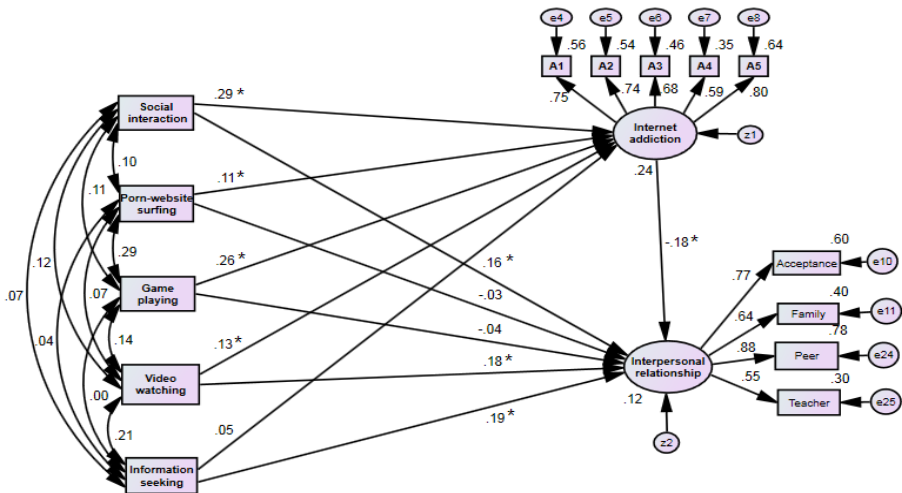 e4 e5 e6 e7 e8
.56 .54 .46 .35 .64
A1 A2 A3 A4 A5
.75 .74 .68 .59 .80
Social
interaction
.29 *
Internet
addiction
z1
.24
.10
.11
Porn-website
surfing
.11 *
.29
.12
.07
.07
Game
playing
.26 *
.16 *
-.03
-.18 *
.60
Acceptance
e10
.77
.40
Family
e11
.64
.78
Peer
e24
.88
.30
Teacher
e25
.55
.04
.14
-.04
.13 *
Video
watching
.18 *
Interpersonal
relationship
.12
.00
.21
.05
.19 *
z2
Information
seeking